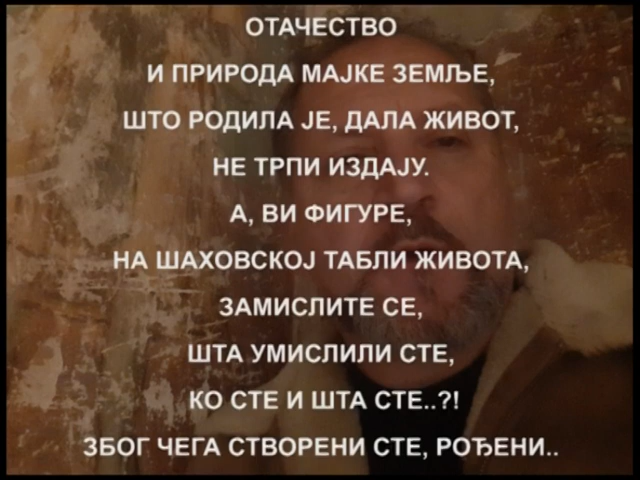 ОТАЧЕСТВО
И ПРИРОДА МАЈКЕ ЗЕМЉЕ,
ШТО РОДИЛА ЈЕ, ДАЛА ЖИВОТ,
НЕ ТРПИ ИЗДАЈУ.
А, ВИ ФИГУРЕ,
НА ШАХОВСКОЈ ТАБЛИ ЖИВОТА,
ЗАМИСЛИТЕ СЕ,
ШТА УМИСЛИЛИ СТЕ,
КО СТЕ И ШТА СТЕ..?!
ЗБОГ ЧЕГА СТВОРЕНИ СТЕ, РОЂЕНИ..